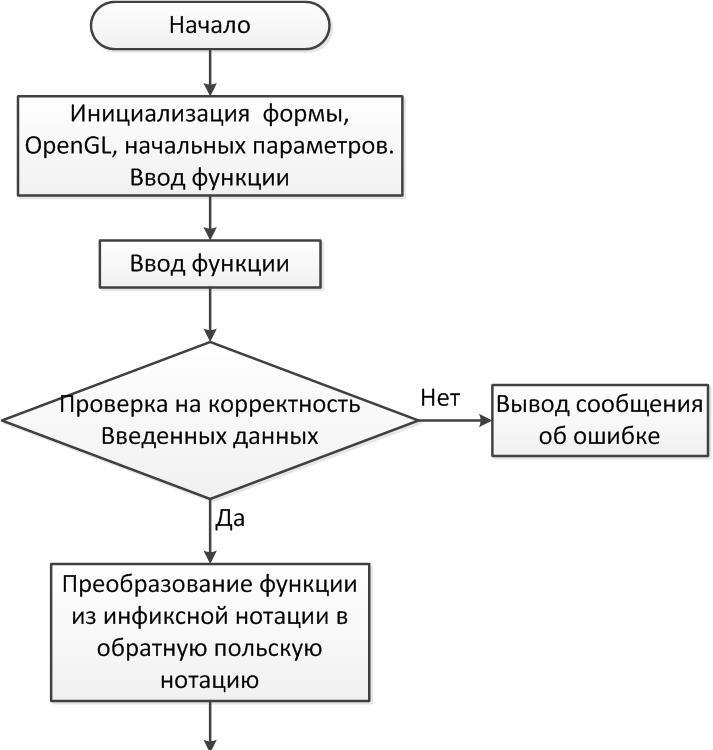 Начало
Инициализация формы,
OpenGL, начальных параметров.
Ввод функции
Ввод функции
Проверка на корректность
Введенных данных
Нет
Вывод сообщения
об ошибке
Да
Преобразование функции
из инфиксной нотации в
обратную польскую
нотацию